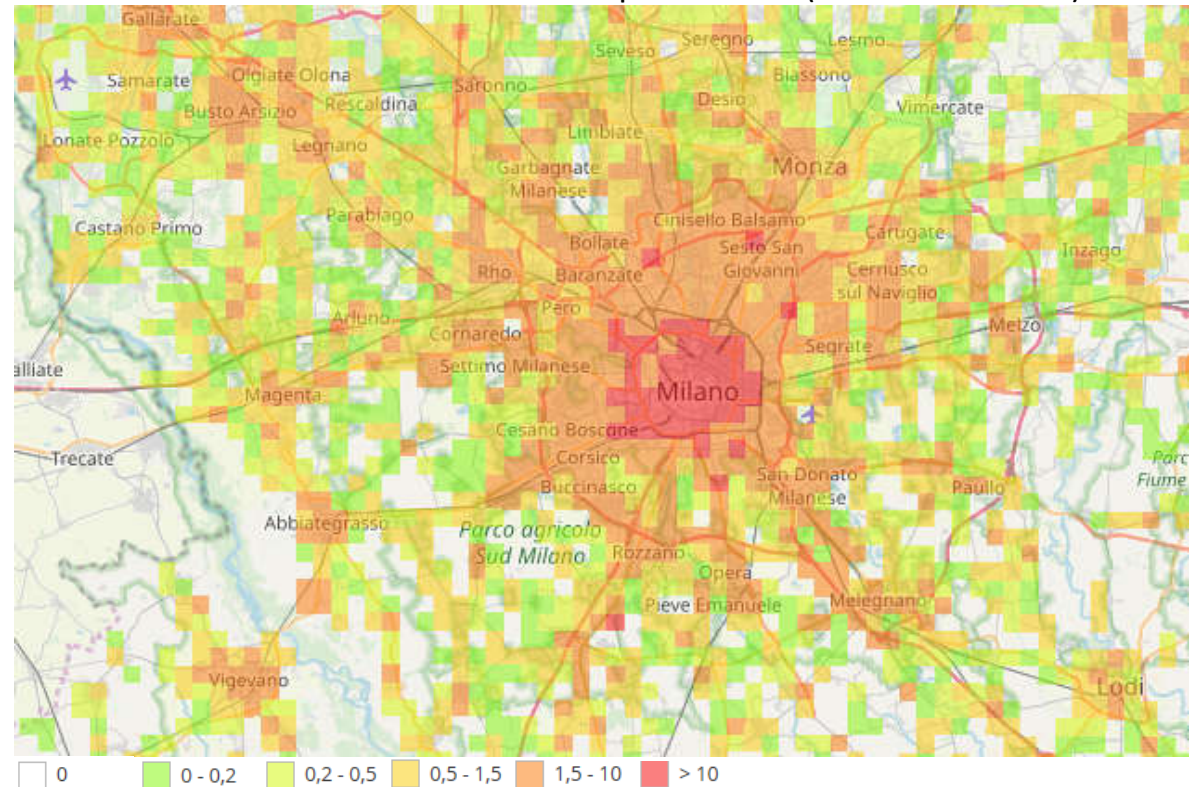 Gallarate
Seregno
Lesmo
Seveso
Samarate
Olgiate Olona
Saronno
Biassono
Busto Arsizio
Rescaldina
Desio
Vimercate
Lonate Pozzolo
Legnano
Limbiate
Garbagnate
Milanese
Monza
Castano Primo
Parabiago
Cinisello Balsamo
Carugate
Bollate
Sesto San
Giovanni
Inzago
Rho
Baranzate
Cernusco
sul Naviglio
Pero
Arluno
Cornaredo
Melzo
Segrate
alliate
Settimo Milanese
Magenta
Milano
Cesano Boscone
Trecate
Corsico
Parc
Fiume
Buccinasco
San Donato
Milanese
Paullo
Abbiategrasso
Parco agricolo
Sud Milano
Rozzano
Opera
Pieve Emanuele
Melegnano
Vigevano
Lodi
0
0 - 0,2
0,2 - 0,5
0,5 - 1,5
1,5 - 10
> 10